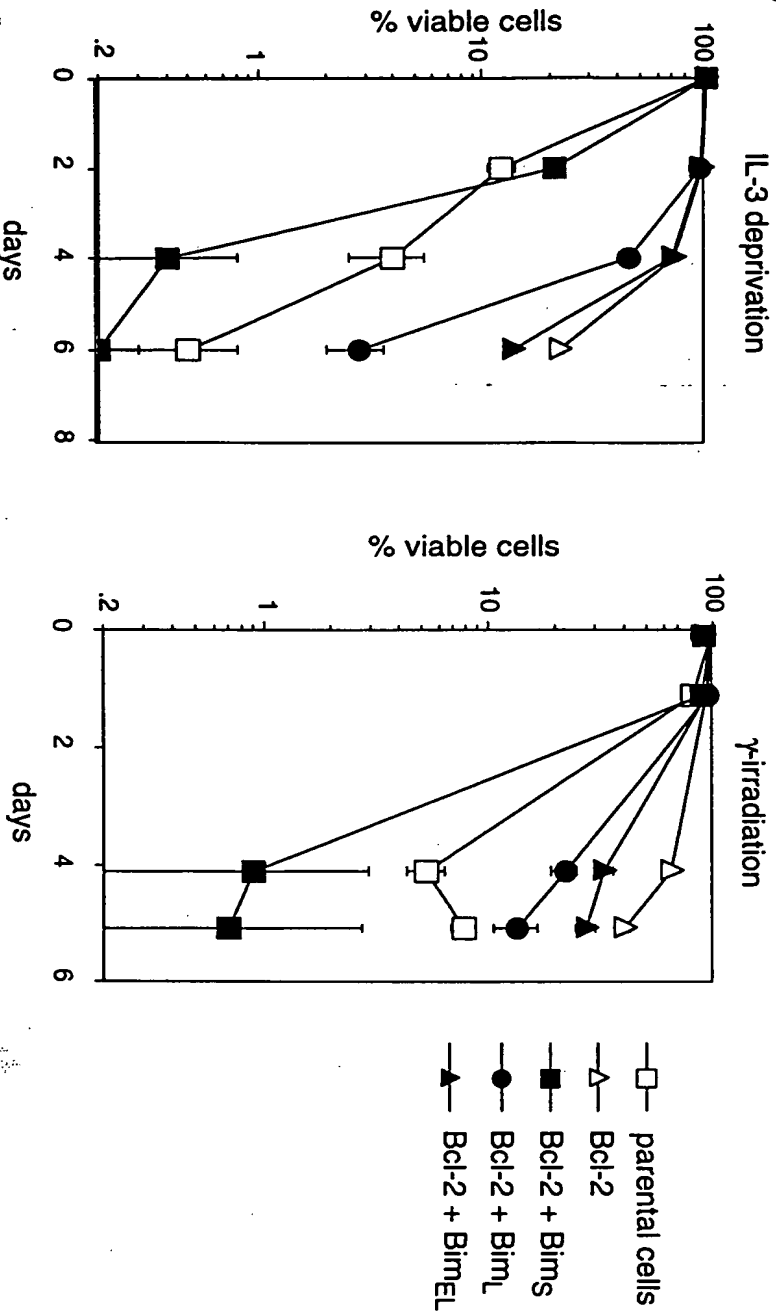 IL-3 deprivation
% viable cells
100
10
1
.2
0 2 4 6 8
days
γ-irradiation
% viable cells
100
10
1
.2
0 2 4 6
days
parental cells
Bcl-2
Bcl-2 + BimS
Bcl-2 + BimL
Bcl-2 + BimEL